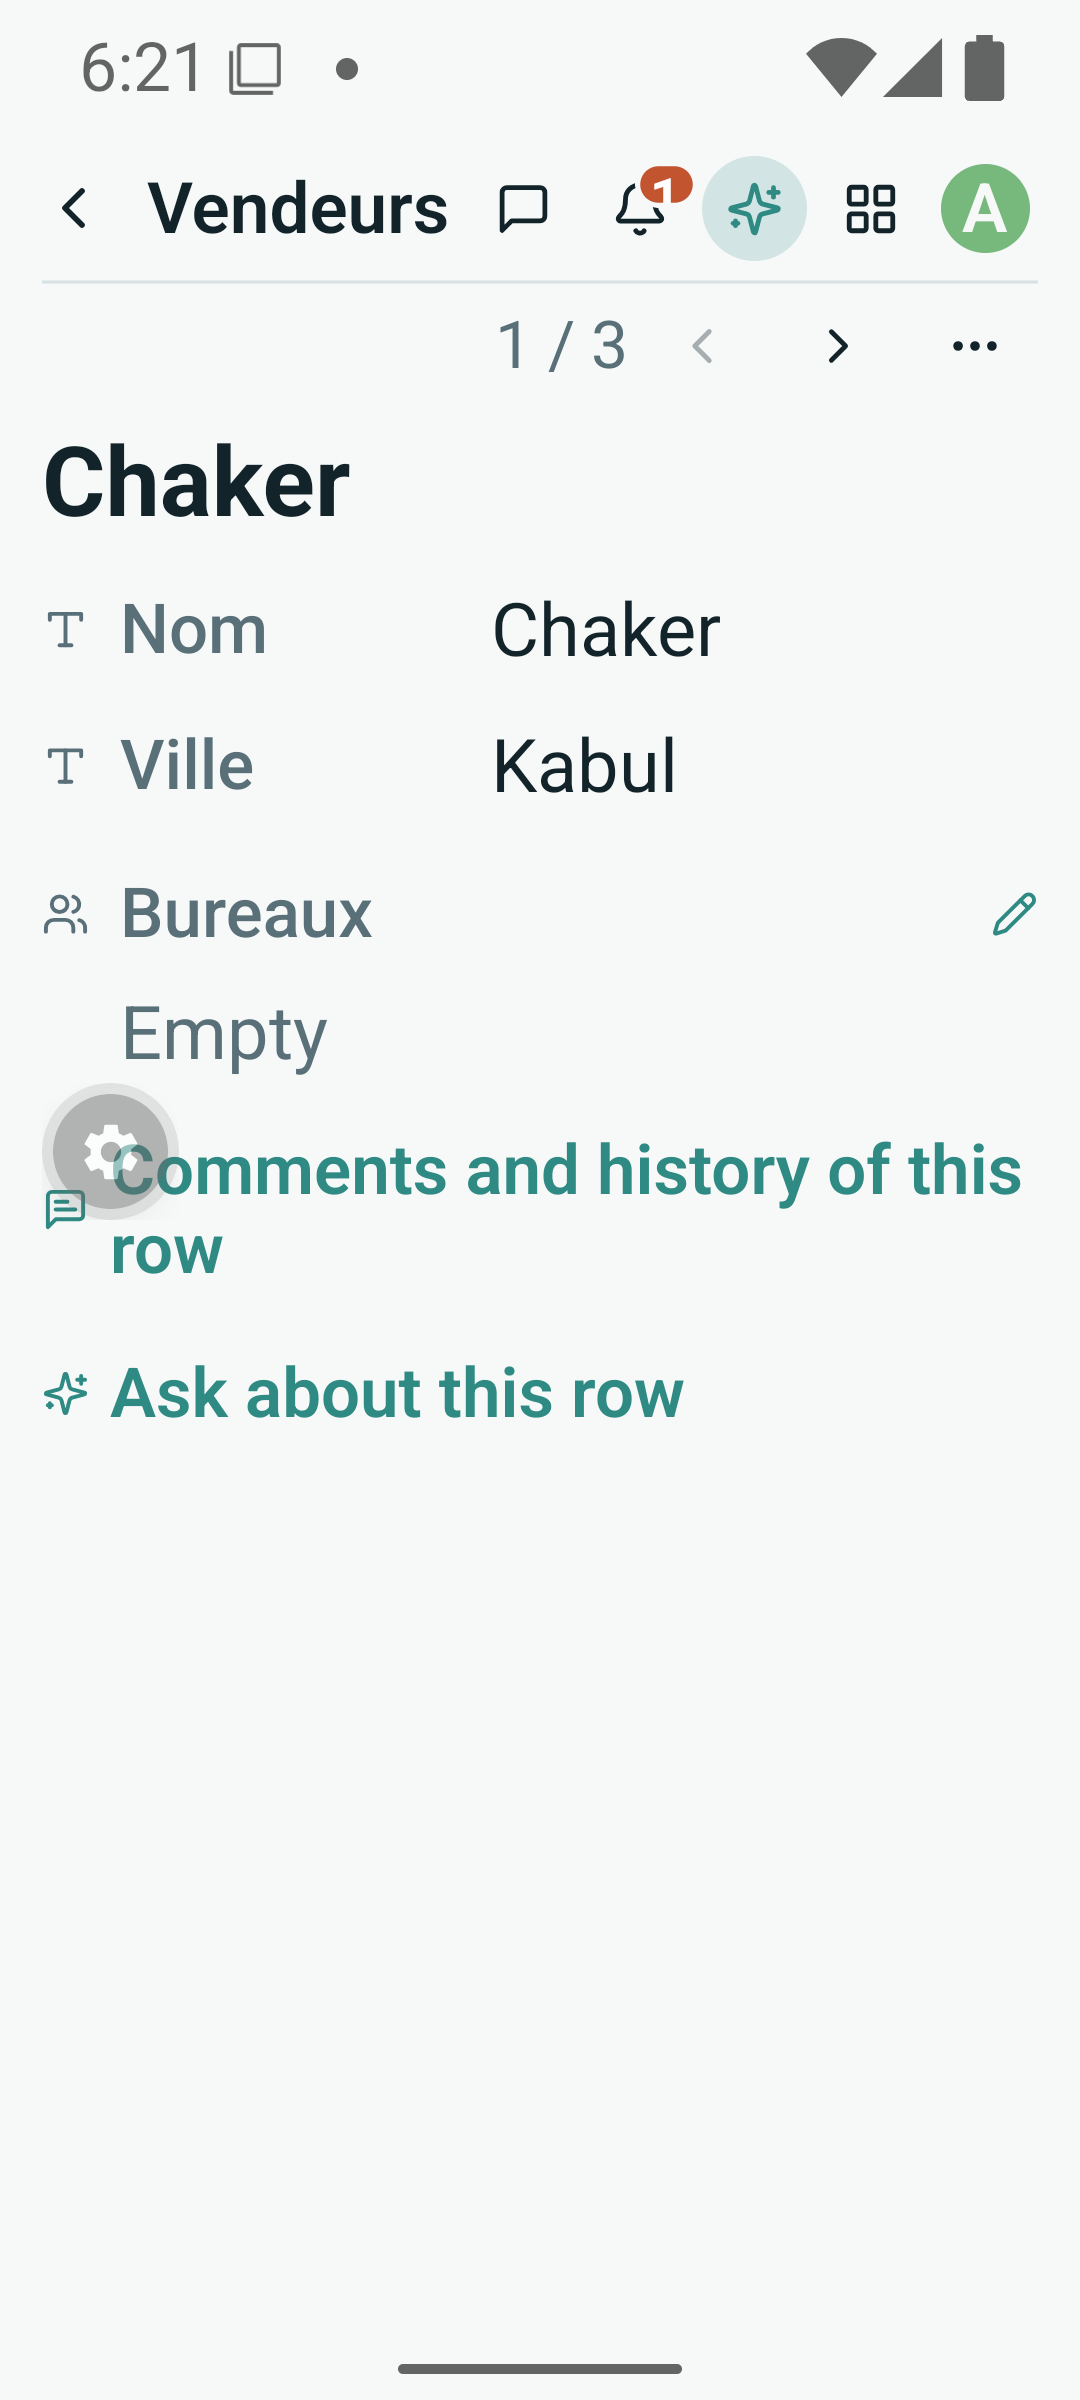 6:21
Vendeurs
1
A
1 / 3
Chaker
Nom
Chaker
Ville
Kabul
Bureaux
Empty
Comments and history of this
row
Ask about this row